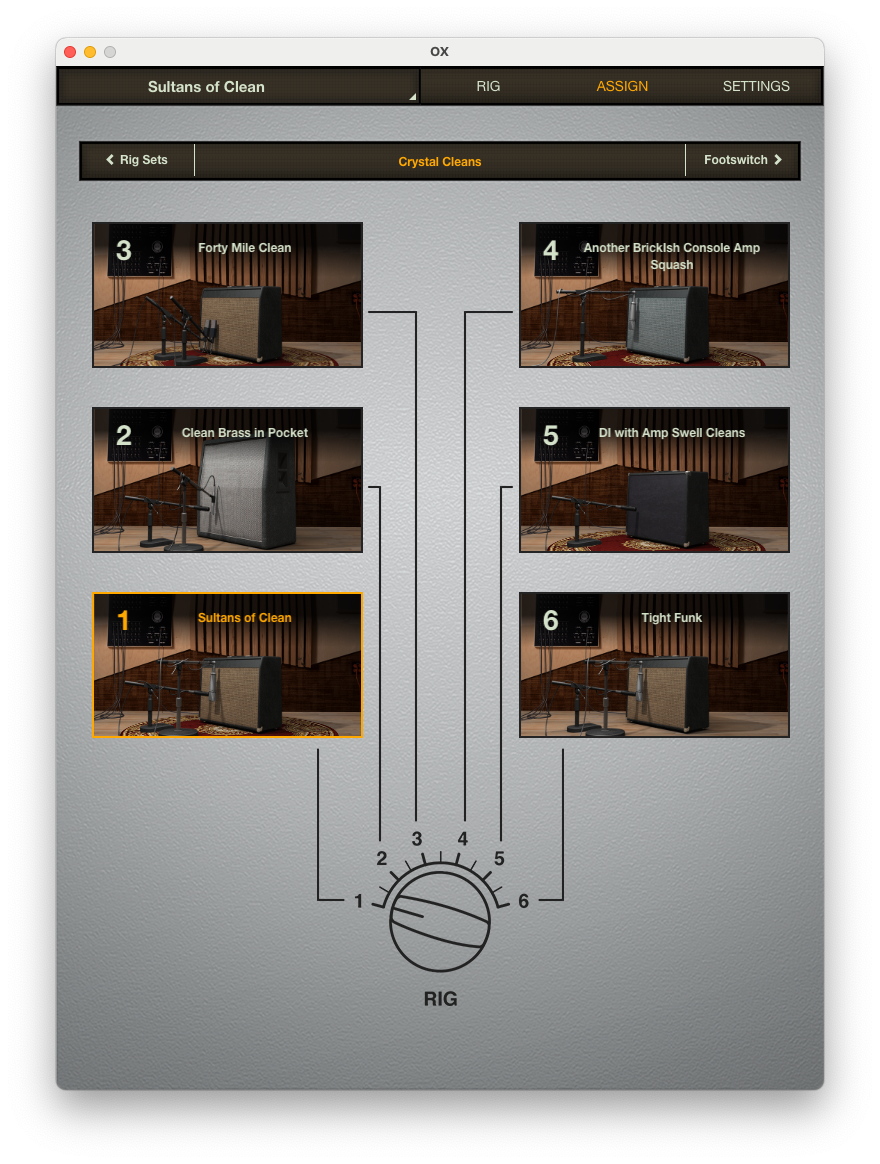 OX
Sultans of Clean
RIG
ASSIGN
SETTINGS
Rig Sets
Crystal Cleans
Footswitch
3
Forty Mile Clean
4
Another BrickIsh Console Amp
Squash
2
Clean Brass in Pocket
5
DI with Amp Swell Cleans
1
Sultans of Clean
6
Tight Funk
3
4
2
5
1
6
RIG